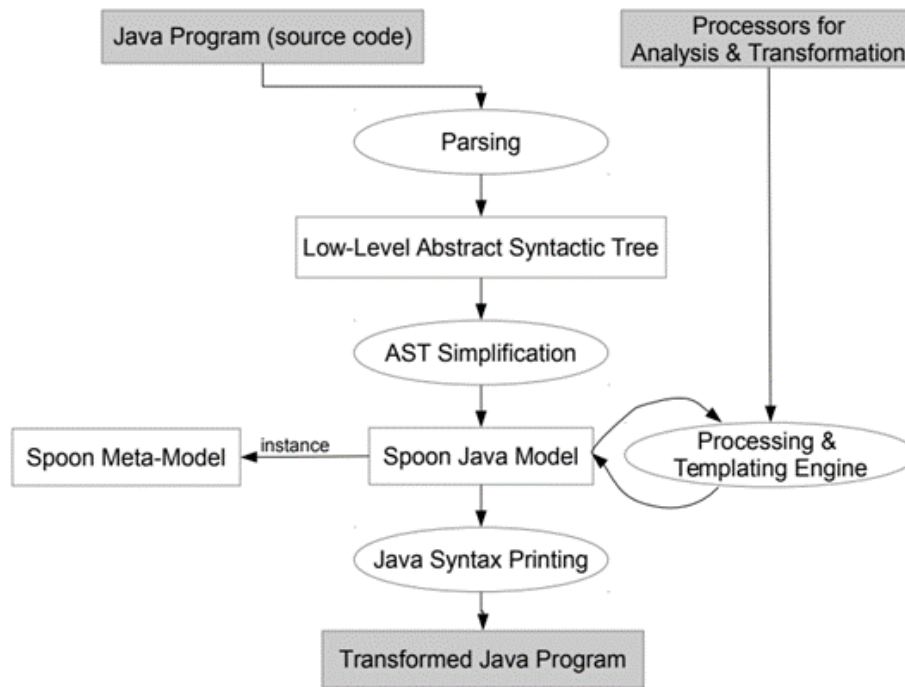 Java Program (source code)
Processors for
Analysis & Transformation
Parsing
Low-Level Abstract Syntactic Tree
AST Simplification
Spoon Meta-Model
instance
Spoon Java Model
Processing &
Templating Engine
Java Syntax Printing
Transformed Java Program